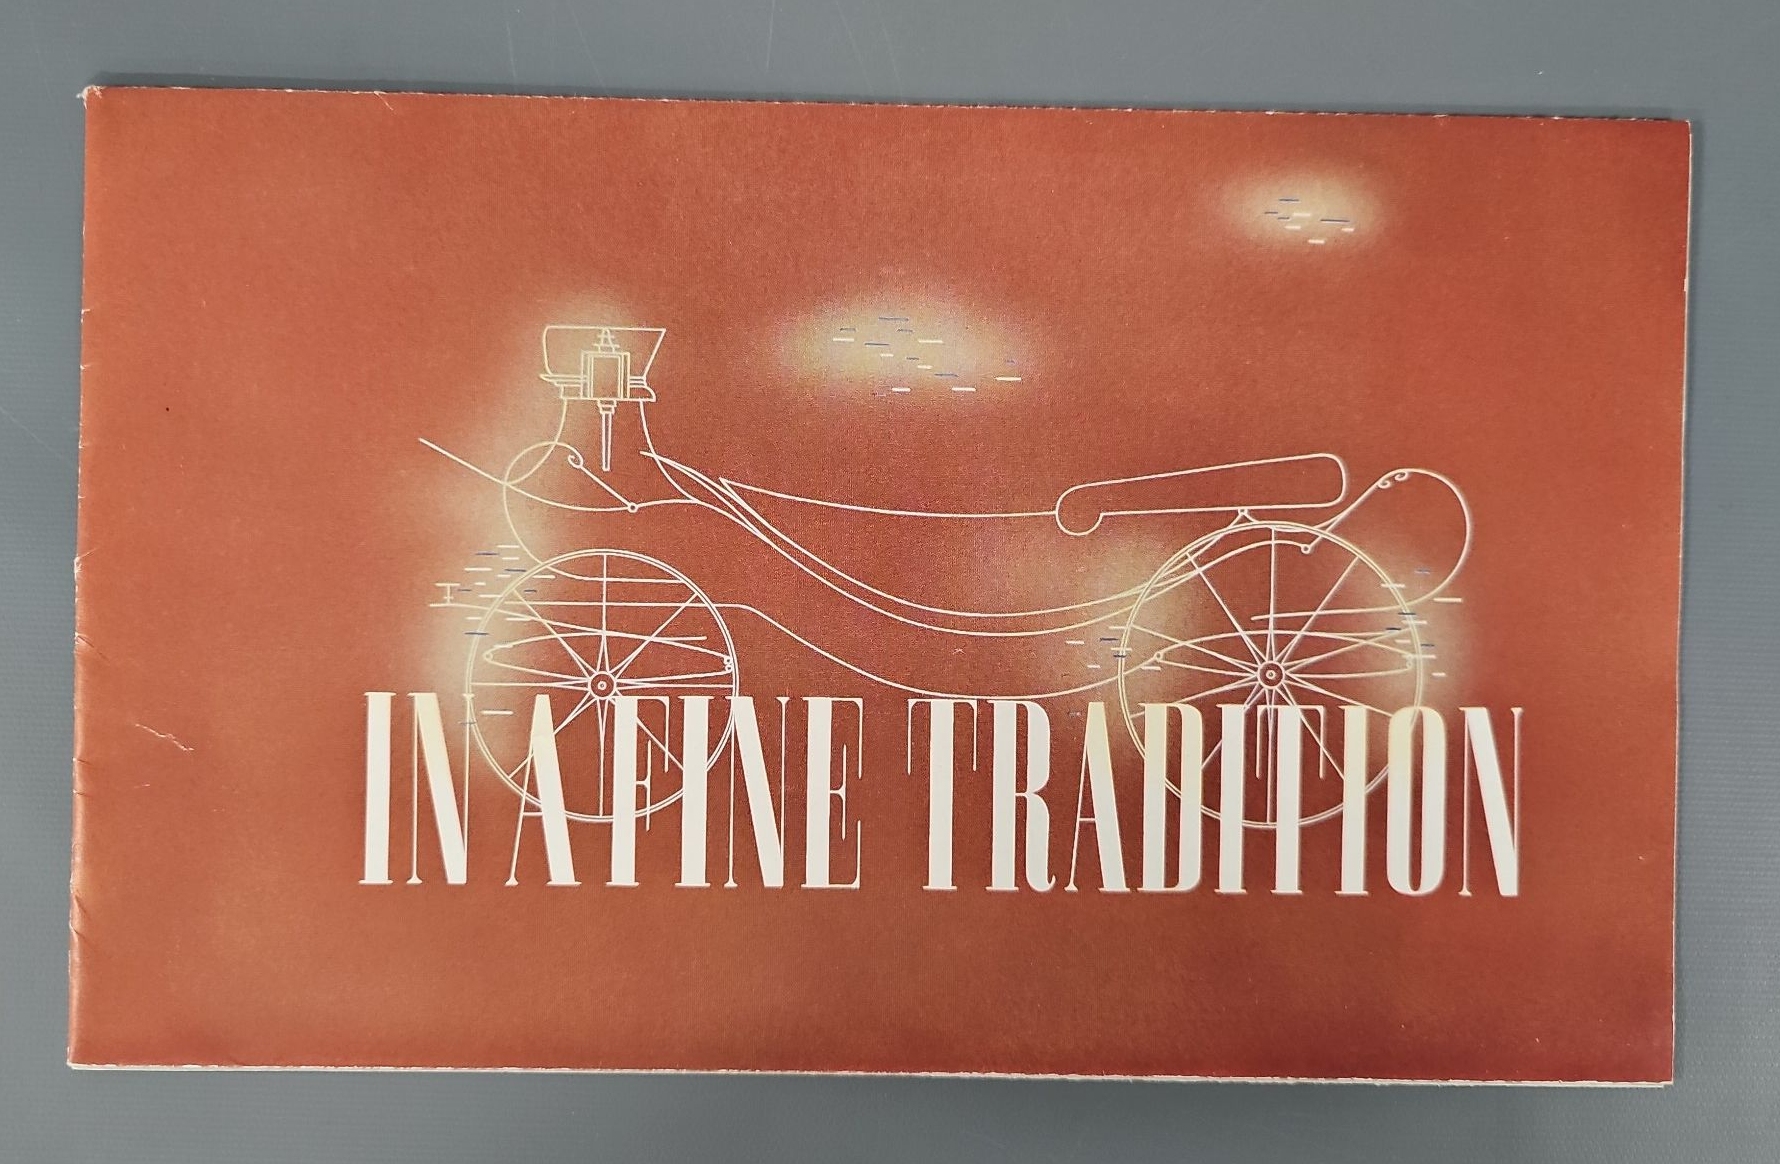 IN A FINE TRADITION